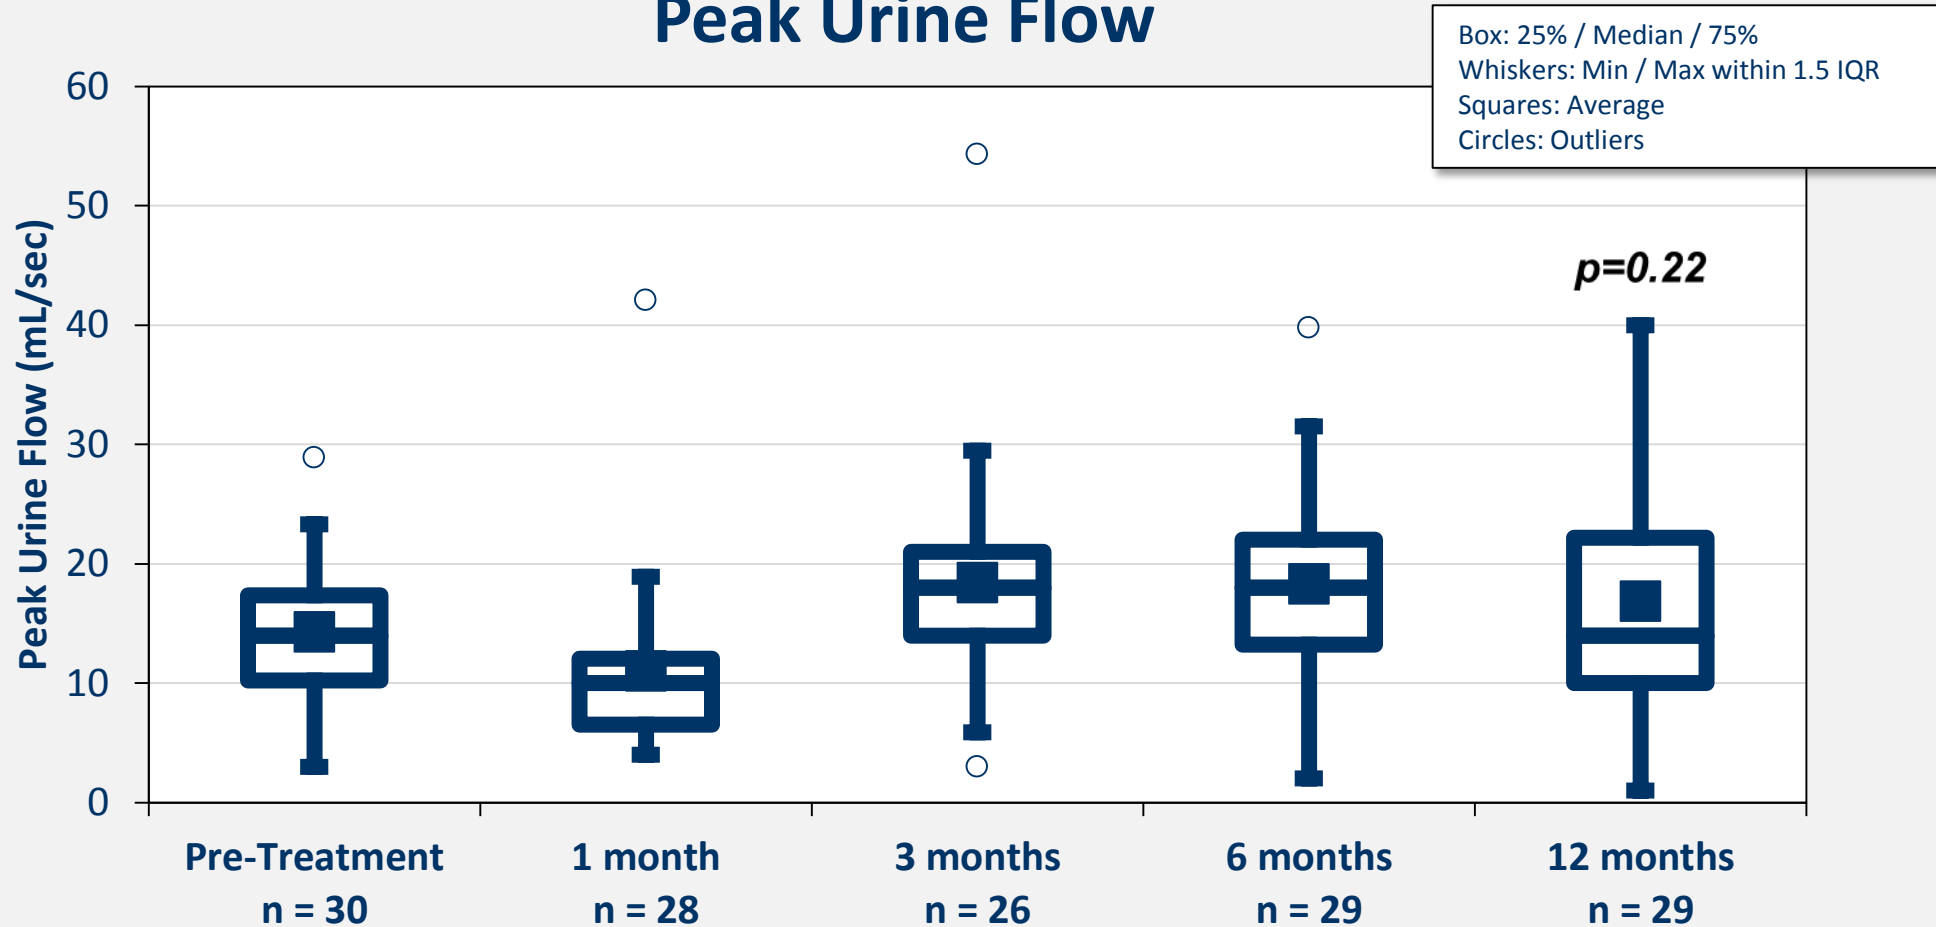 Peak Urine Flow
Box: 25% / Median / 75%
Whiskers: Min / Max within 1.5 IQR
Squares: Average
Circles: Outliers
Peak Urine Flow (mL/sec)
60
50
40
30
20
10
0
p=0.22
Pre-Treatment
n = 30
1 month
n = 28
3 months
n = 26
6 months
n = 29
12 months
n = 29